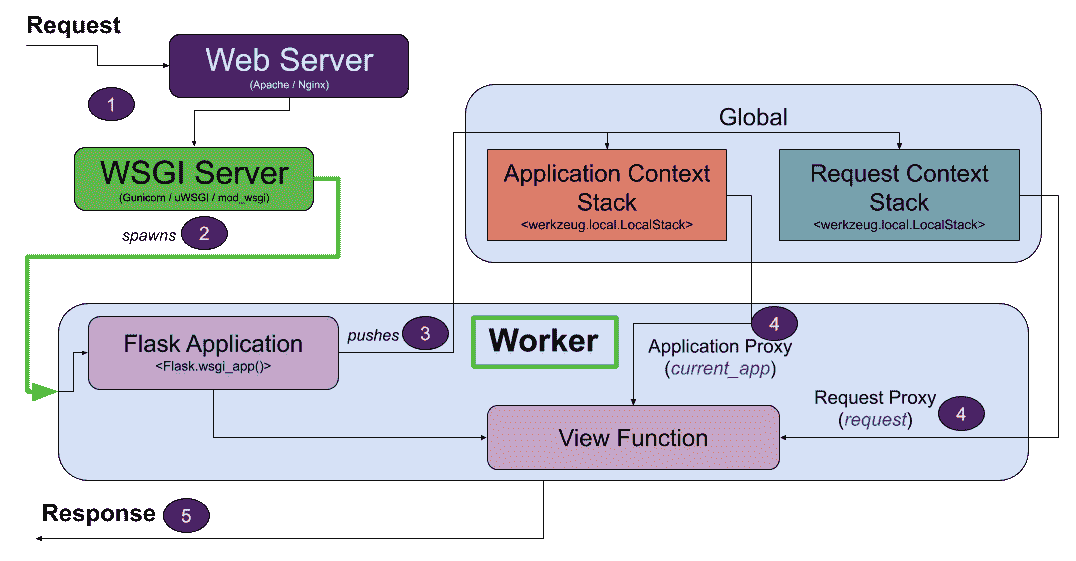 Request
Web Server
(Apache / Nginx)
1
Global
WSGI Server
(Gunicorn / uWSGI / mod_wsgi)
Application Context
Stack
<werkzeug.local.LocalStack>
Request Context
Stack
<werkzeug.local.LocalStack>
spawns 2
Flask Application
<Flask.wsgi_app()>
pushes 3
Worker
4
Application Proxy
(current_app)
Request Proxy
(request)
4
View Function
Response 5